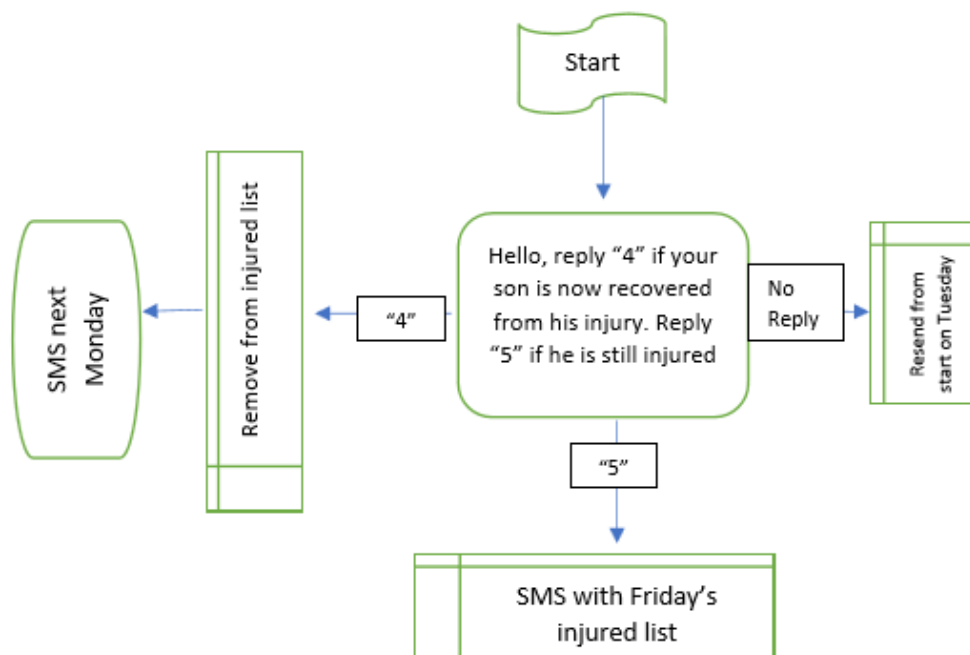 Start
Hello, reply “4” if your
son is now recovered
from his injury. Reply
“5” if he is still injured
“4”
Remove from injured list
SMS next
Monday
No
Reply
Resend from
start on Tuesday
“5”
SMS with Friday’s
injured list